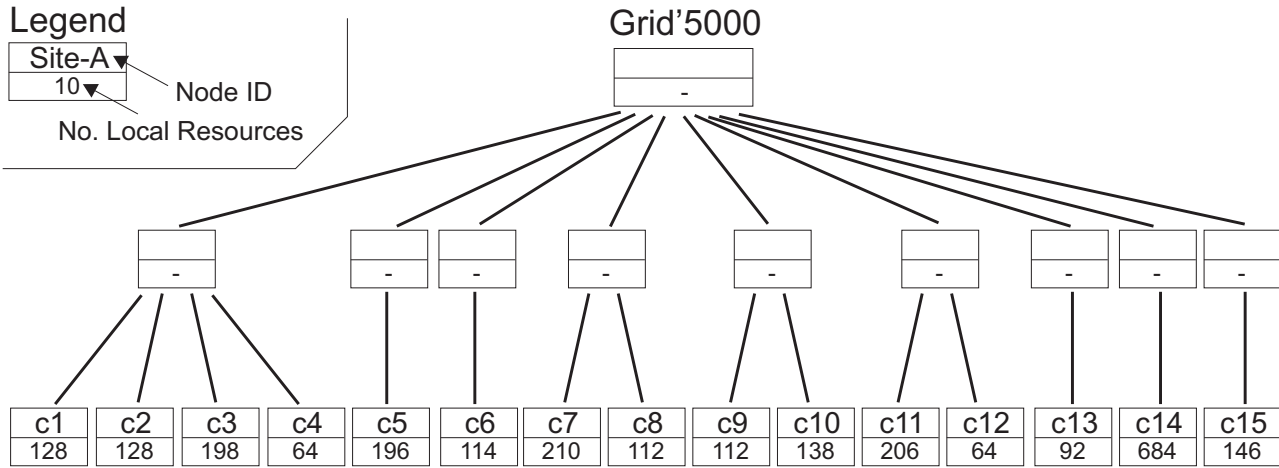 Legend
Grid'5000
Site-A
10
Node ID
-
No. Local Resources
- - - - - - - - -
c1 c2 c3 c4 c5 c6 c7 c8 c9 c10 c11 c12 c13 c14 c15
128 128 198 64 196 114 210 112 112 138 206 64 92 684 146